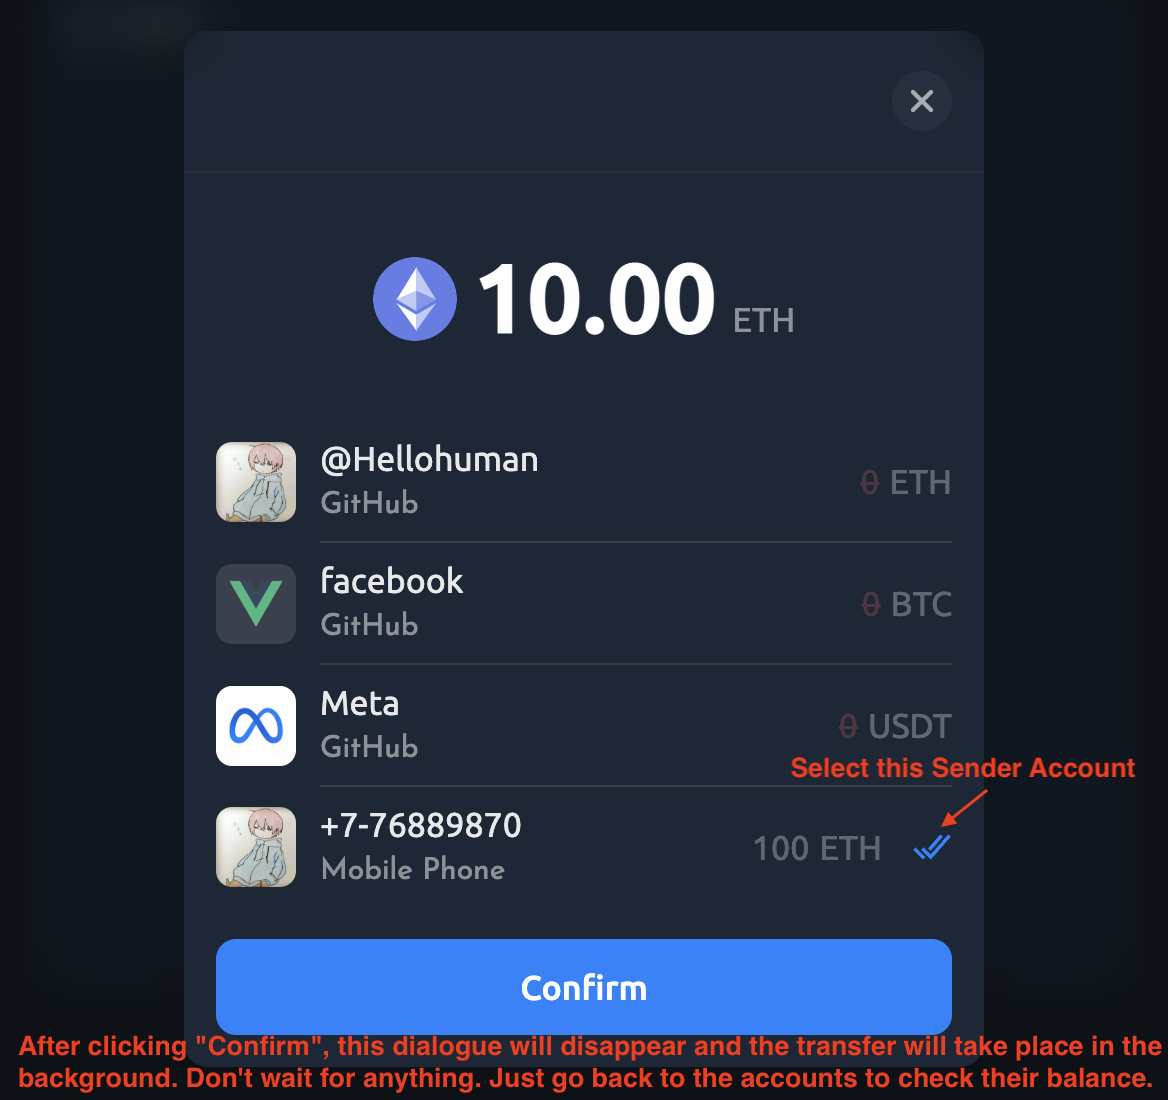 10.00 ETH
@Hellohuman
GitHub
0 ETH
facebook
GitHub
0 BTC
Meta
GitHub
0 USDT
Select this Sender Account
+7-76889870
Mobile Phone
100 ETH
Confirm
After clicking "Confirm", this dialogue will disappear and the transfer will take place in the
background. Don't wait for anything. Just go back to the accounts to check their balance.